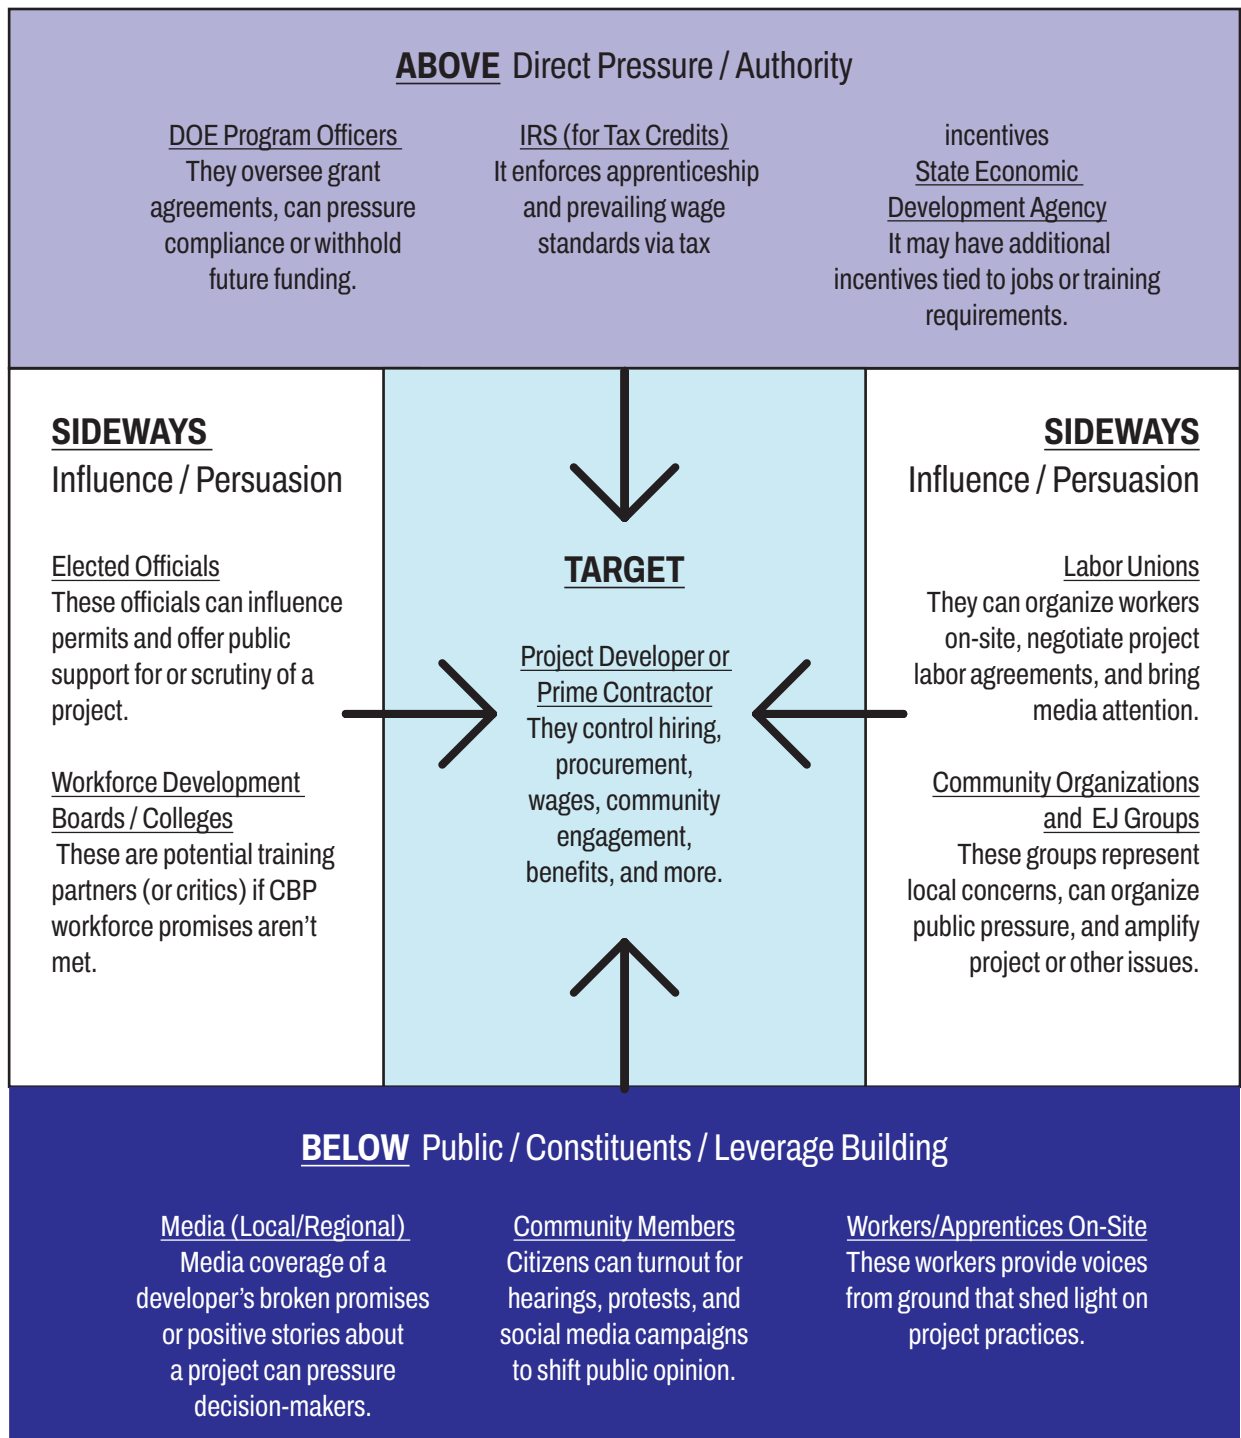 ABOVE Direct Pressure / Authority
DOE Program Officers
They oversee grant
agreements, can pressure
compliance or withhold
future funding.
IRS (for Tax Credits)
It enforces apprenticeship
and prevailing wage
standards via tax
incentives
State Economic
Development Agency
It may have additional
incentives tied to jobs or training
requirements.
SIDEWAYS
Influence / Persuasion
Elected Officials
These officials can influence
permits and offer public
support for or scrutiny of a
project.
Workforce Development
Boards / Colleges
These are potential training
partners (or critics) if CBP
workforce promises aren’t
met.
TARGET
Project Developer or
Prime Contractor
They control hiring,
procurement,
wages, community
engagement,
benefits, and more.
SIDEWAYS
Influence / Persuasion
Labor Unions
They can organize workers
on-site, negotiate project
labor agreements, and bring
media attention.
Community Organizations
and EJ Groups
These groups represent
local concerns, can organize
public pressure, and amplify
project or other issues.
BELOW Public / Constituents / Leverage Building
Media (Local/Regional)
Media coverage of a
developer’s broken promises
or positive stories about
a project can pressure
decision-makers.
Community Members
Citizens can turnout for
hearings, protests, and
social media campaigns
to shift public opinion.
Workers/Apprentices On-Site
These workers provide voices
from ground that shed light on
project practices.